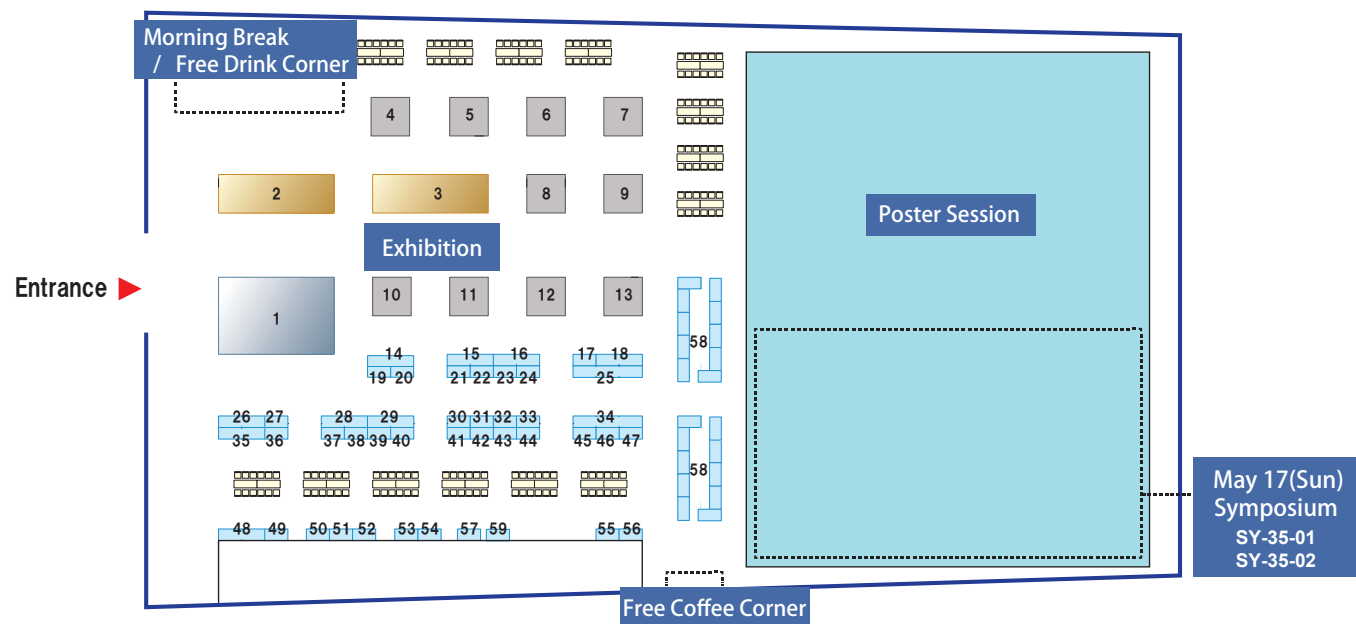 Morning Break
/ Free Drink Corner
4 5 6 7
2 3 8 9
Poster Session
Exhibition
Entrance
1
10 11 12 13
58
14 15 16 17 18
19 20 21 22 23 24 25
26 27 28 29 30 31 32 33 34
35 36 37 38 39 40 41 42 43 44 45 46 47
58
48 49 50 51 52 53 54 57 59 55 56
May 17(Sun)
Symposium
SY-35-01
SY-35-02
Free Coffee Corner